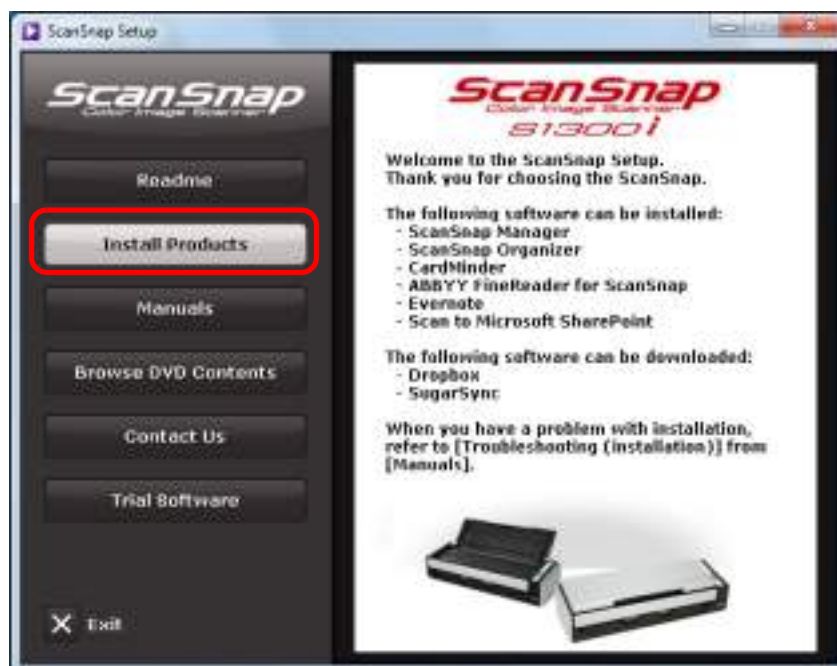 ScanSnap Setup
ScanSnap
Color Image Scanner
Readme
Install Products
Manuals
Browse DVD Contents
Contact Us
Trial Software
Exit
ScanSnap
Color Image Scanner
S1300i
Welcome to the ScanSnap Setup.
Thank you for choosing the ScanSnap.
The following software can be installed:
- ScanSnap Manager
- ScanSnap Organizer
- CardMinder
- ABBYY FineReader for ScanSnap
- Evernote
- Scan to Microsoft SharePoint
The following software can be downloaded:
- Dropbox
- SugarSync
When you have a problem with installation,
refer to [Troubleshooting (installation)] from
[Manuals].